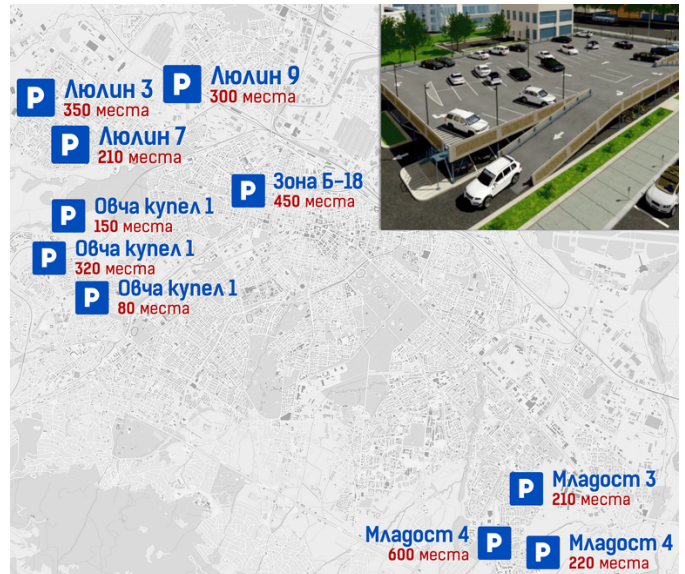 P Люлин 3
350 места
P Люлин 9
300 места
P Люлин 7
210 места
P Зона Б-18
450 места
P Овча купел 1
150 места
P Овча купел 1
320 места
P Овча купел 1
80 места
P Младост 3
210 места
Младост 4 P
600 места
P Младост 4
220 места